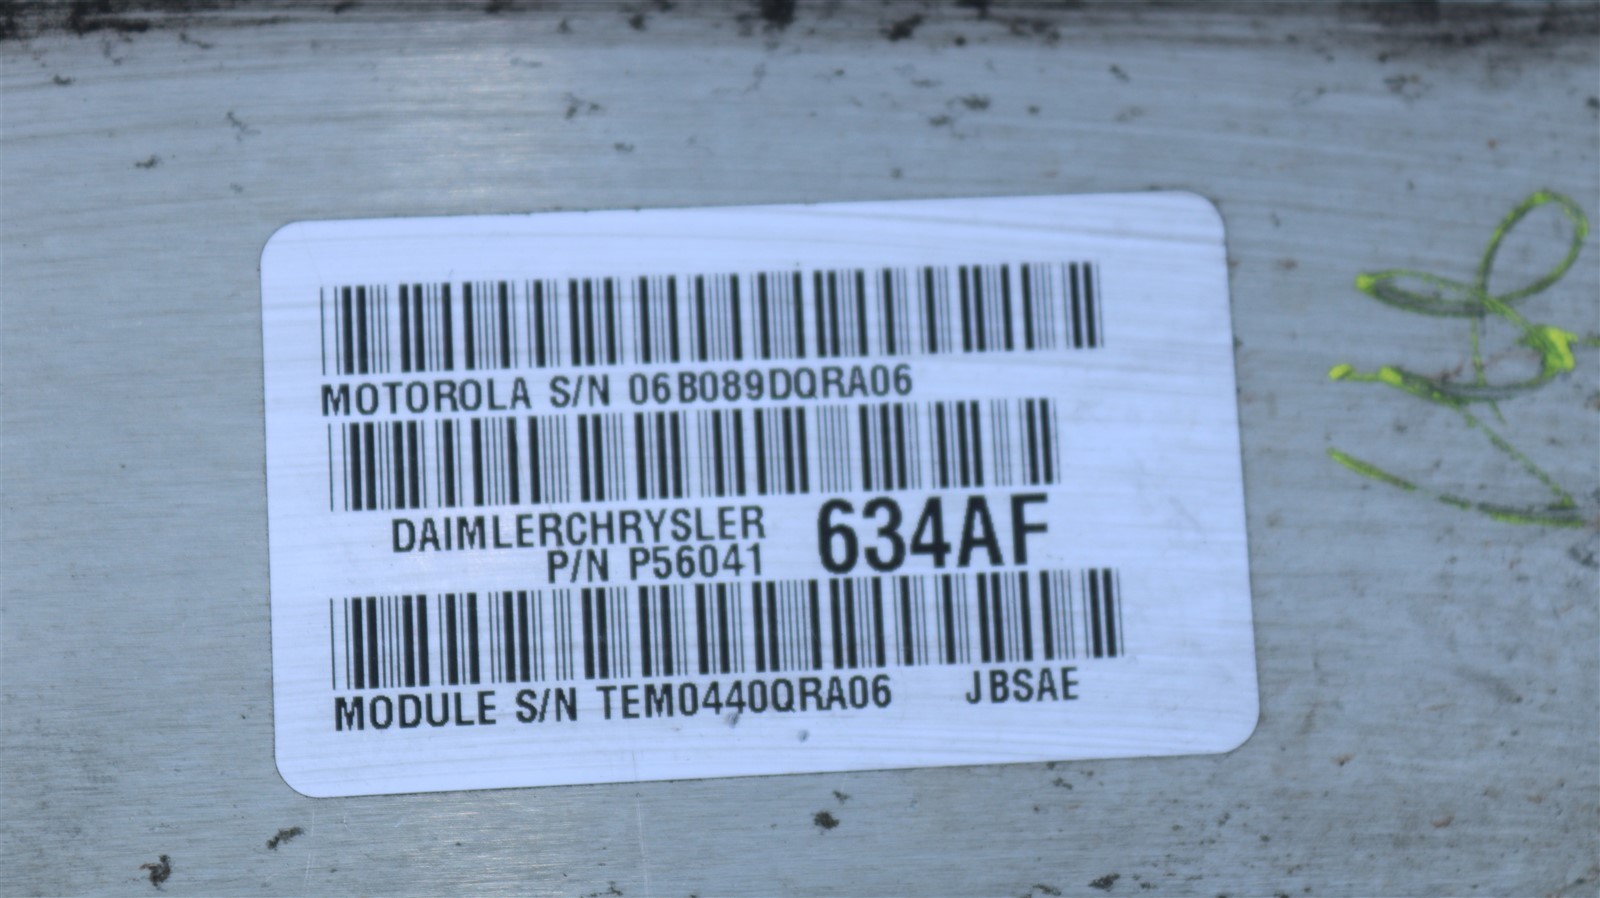 MOTOROLA S/N 06B089DQRA06
DAIMLERCHRYSLER 634AF
P/N P56041
MODULE S/N TEM0440QRA06 JBSAE